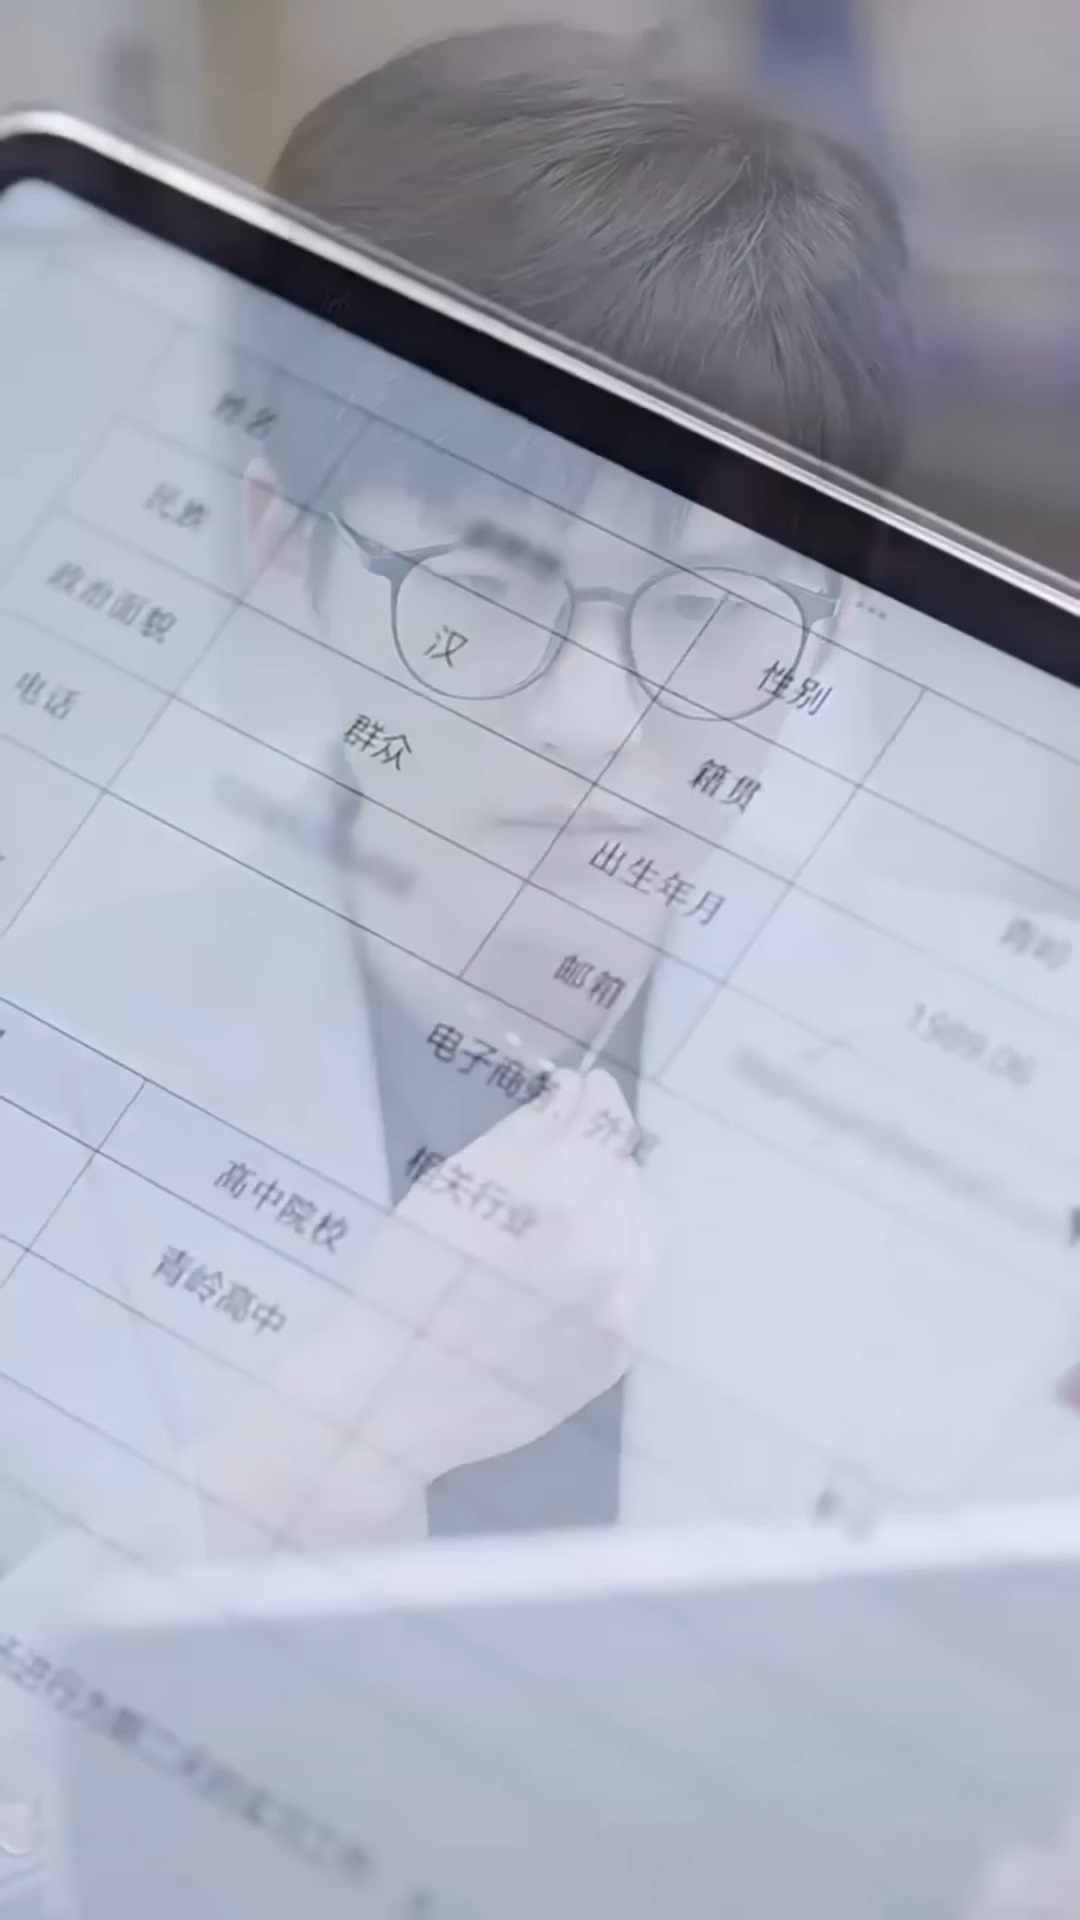 姓名
民族
汉
性别
政治面貌
群众
籍贯
青岭
电话
出生年月
1989.06
邮箱
电子商务、外贸
相关行业
高中院校
青岭高中